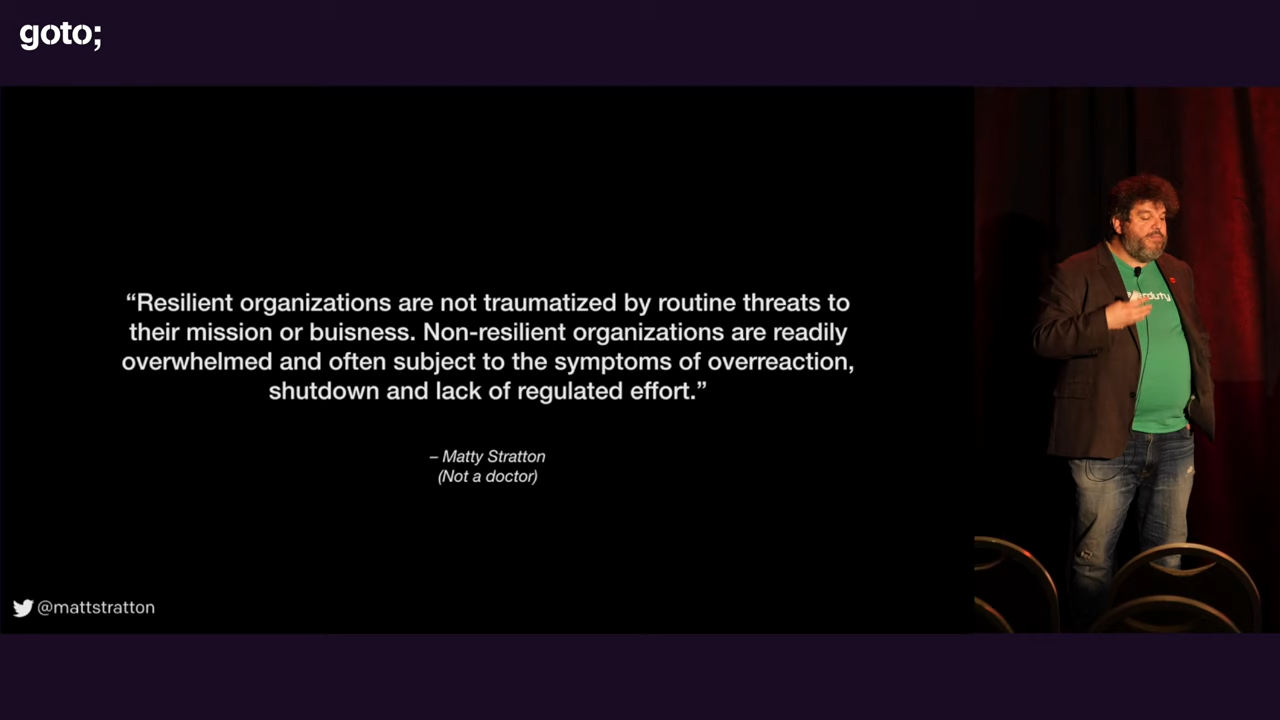 goto;
“Resilient organizations are not traumatized by routine threats to
their mission or buisness. Non-resilient organizations are readily
overwhelmed and often subject to the symptoms of overreaction,
shutdown and lack of regulated effort.”
– Matty Stratton
(Not a doctor)
@mattstratton